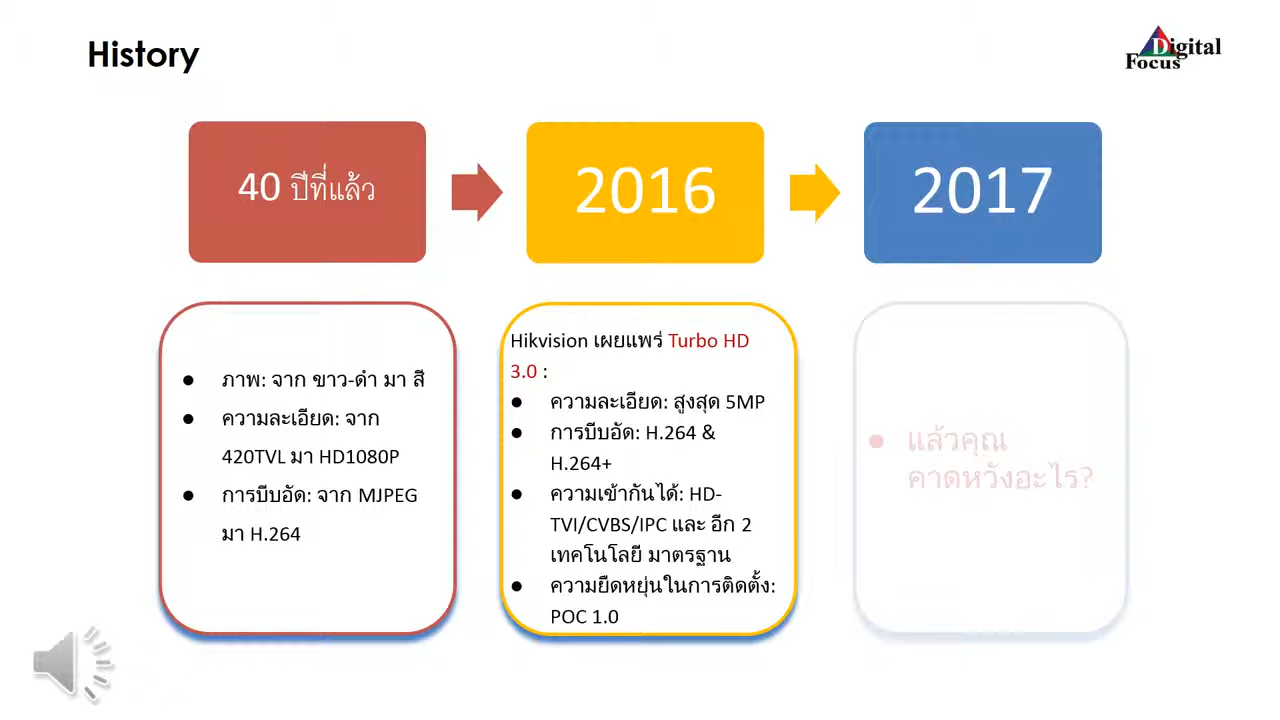 History
Digital
Focus
40 ปีที่แล้ว
2016
2017
● ภาพ: จาก ขาว-ดำ มา สี
● ความละเอียด: จาก
420TVL มา HD1080P
● การบีบอัด: จาก MJPEG
มา H.264
Hikvision เผยแพร่ Turbo HD
3.0 :
● ความละเอียด: สูงสุด 5MP
● การบีบอัด: H.264 &
H.264+
● ความเข้ากันได้: HD-
TVI/CVBS/IPC และ อีก 2
เทคโนโลยี มาตรฐาน
● ความยืดหยุ่นในการติดตั้ง:
POC 1.0
● แล้วคุณ
คาดหวังอะไร?